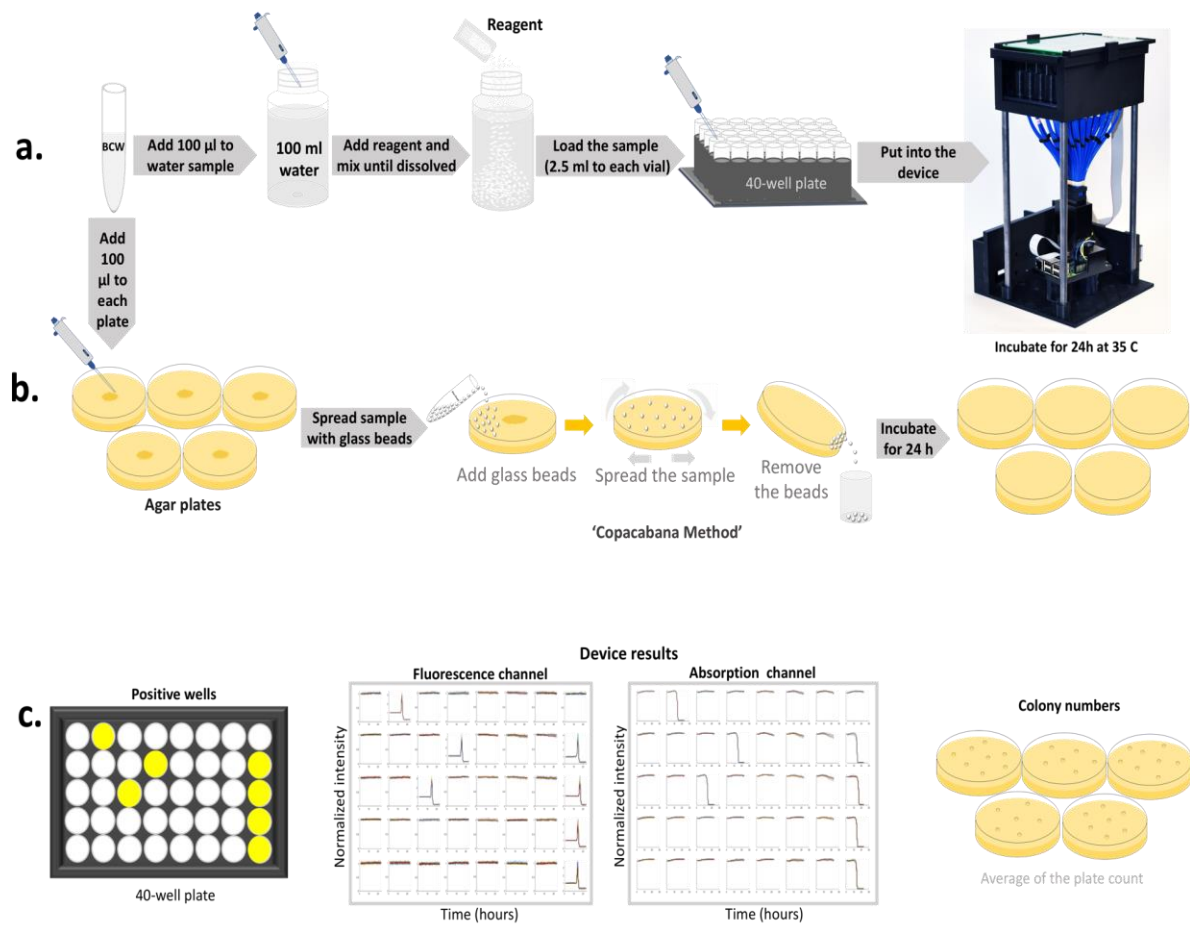 Reagent
a.
BCW
Add 100 µl to
water sample
100 ml
water
Add reagent and
mix until dissolved
Load the sample
(2.5 ml to each vial)
40-well plate
Put into the
device
Incubate for 24h at 35 C
Add
100
µl to
each
plate
b.
Agar plates
Spread sample
with glass beads
Add glass beads
Spread the sample
Remove
the beads
'Copacabana Method'
Incubate
for 24 h
c.
Positive wells
40-well plate
Device results
Fluorescence channel
Normalized intensity
Time (hours)
Absorption channel
Normalized intensity
Time (hours)
Colony numbers
Average of the plate count